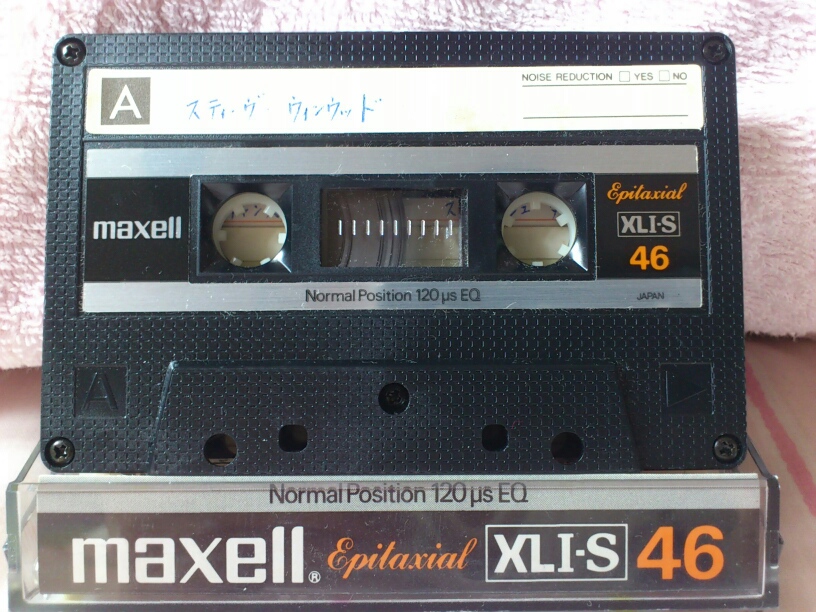 A
スティーヴ・ウィンウッド
NOISE REDUCTION □ YES □ NO
maxell
Epitaxial
XLI-S
46
Normal Position 120 μs EQ
JAPAN
A
Normal Position 120 μs EQ
maxell® Epitaxial XLI-S 46